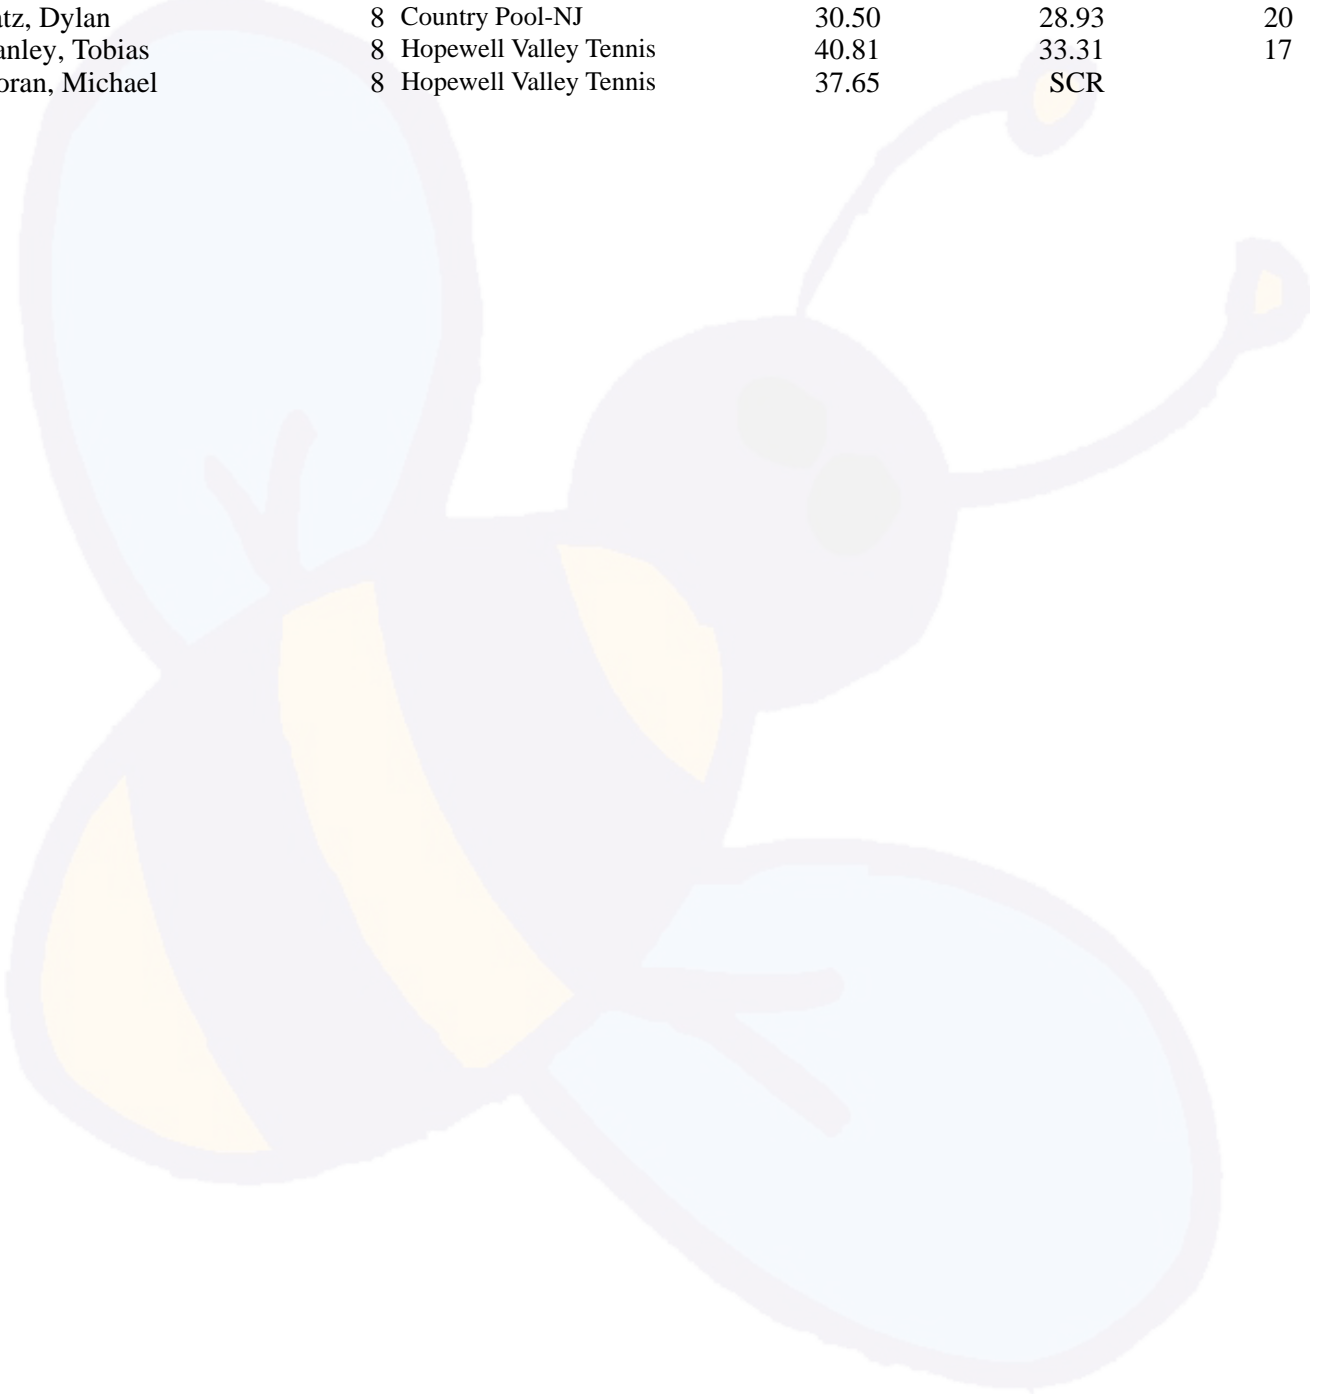 atz, Dylan 8 Country Pool-NJ 30.50 28.93 20
anley, Tobias 8 Hopewell Valley Tennis 40.81 33.31 17
oran, Michael 8 Hopewell Valley Tennis 37.65 SCR